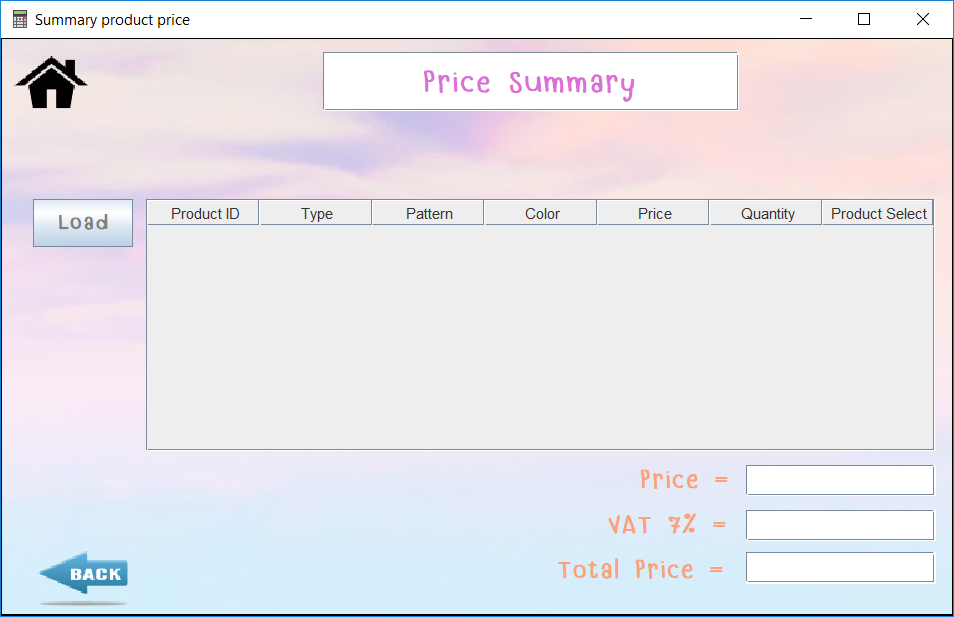 Summary product price
Price Summary
Load
Product ID Type Pattern Color Price Quantity Product Select
Price =
VAT 7% =
Total Price =
BACK